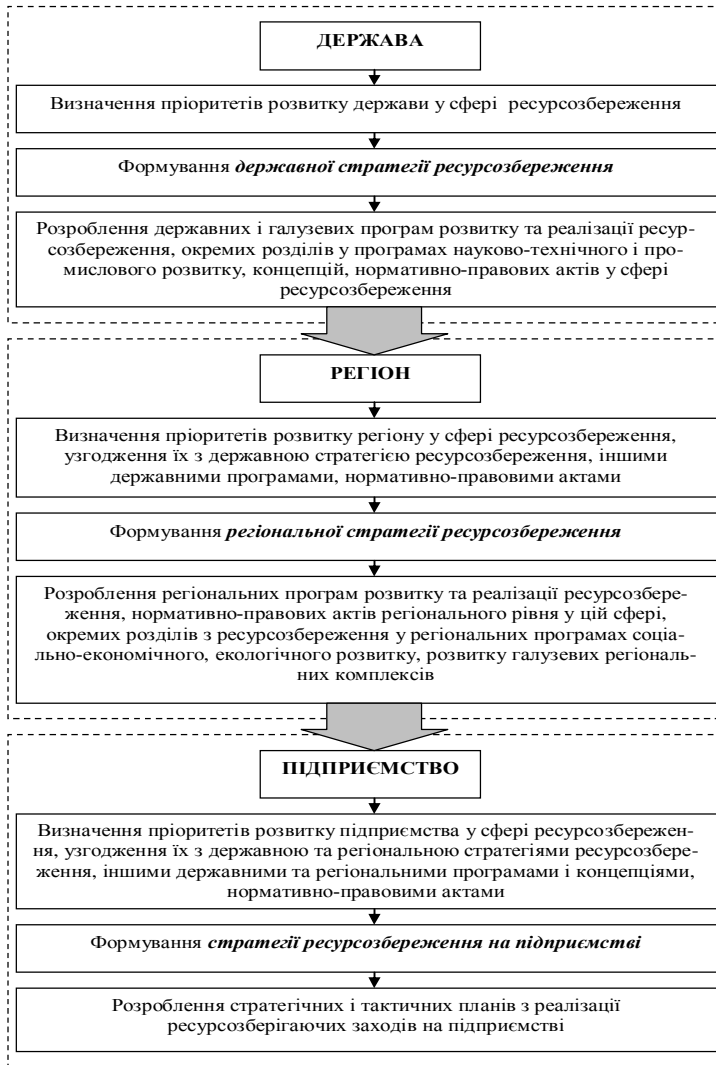 ДЕРЖАВА
Визначення пріоритетів розвитку держави у сфері ресурсозбереження
Формування державної стратегії ресурсозбереження
Розроблення державних і галузевих програм розвитку та реалізації ресур-
созбереження, окремих розділів у програмах науково-технічного і про-
мислового розвитку, концепцій, нормативно-правових актів у сфері
ресурсозбереження
РЕГІОН
Визначення пріоритетів розвитку регіону у сфері ресурсозбереження,
узгодження їх з державною стратегією ресурсозбереження, іншими
державними програмами, нормативно-правовими актами
Формування регіональної стратегії ресурсозбереження
Розроблення регіональних програм розвитку та реалізації ресурсозбере-
ження, нормативно-правових актів регіонального рівня у цій сфері,
окремих розділів з ресурсозбереження у регіональних програмах соціа-
льно-економічного, екологічного розвитку, розвитку галузевих регіональ-
них комплексів
ПІДПРИЄМСТВО
Визначення пріоритетів розвитку підприємства у сфері ресурсозбережен-
ня, узгодження їх з державною та регіональною стратегіями ресурсозбере-
ження, іншими державними та регіональними програмами і концепціями,
нормативно-правовими актами
Формування стратегії ресурсозбереження на підприємстві
Розроблення стратегічних і тактичних планів з реалізації
ресурсозберігаючих заходів на підприємстві